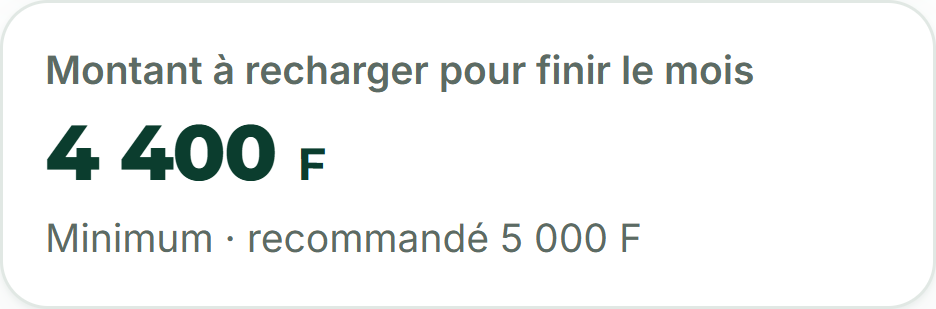 Montant à recharger pour finir le mois
4 400 F
Minimum · recommandé 5 000 F